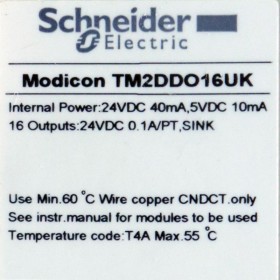 Schneider
Electric
Modicon TM2DDO16UK
Internal Power:24VDC 40mA,5VDC 10mA
16 Outputs:24VDC 0.1A/PT,SINK
Use Min.60 °C Wire copper CNDCT.only
See instr.manual for modules to be used
Temperature code:T4A Max.55 °C